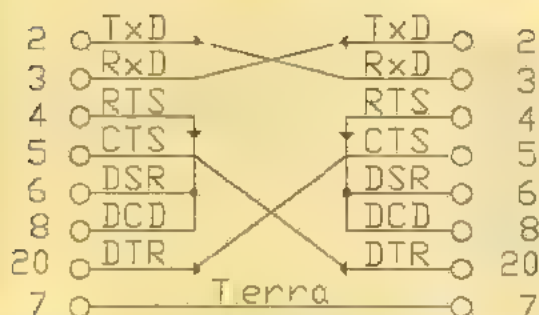 2 TxD TxD 2
3 RxD RxD 3
4 RTS RTS 4
5 CTS CTS 5
6 DSR DSR 6
8 DCD DCD 8
20 DTR DTR 20
7 Terra 7